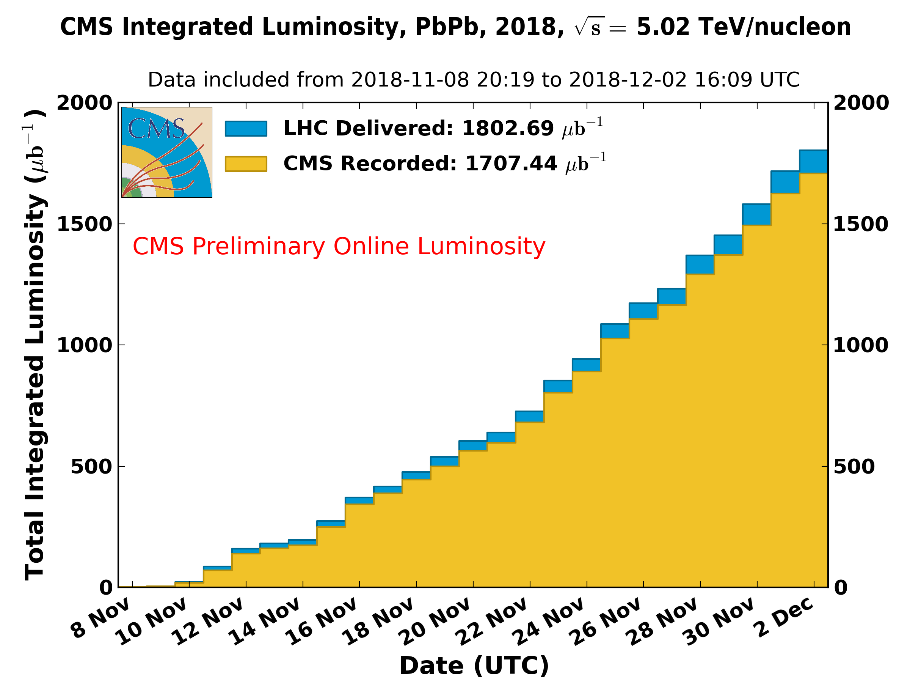 CMS Integrated Luminosity, PbPb, 2018, √s = 5.02 TeV/nucleon
Data included from 2018-11-08 20:19 to 2018-12-02 16:09 UTC
CMS
LHC Delivered: 1802.69 μb⁻¹
CMS Recorded: 1707.44 μb⁻¹
CMS Preliminary Online Luminosity
Total Integrated Luminosity (μb⁻¹)
2000
1500
1000
500
0
2000
1500
1000
500
0
8 Nov
10 Nov
12 Nov
14 Nov
16 Nov
18 Nov
20 Nov
22 Nov
24 Nov
26 Nov
28 Nov
30 Nov
2 Dec
Date (UTC)